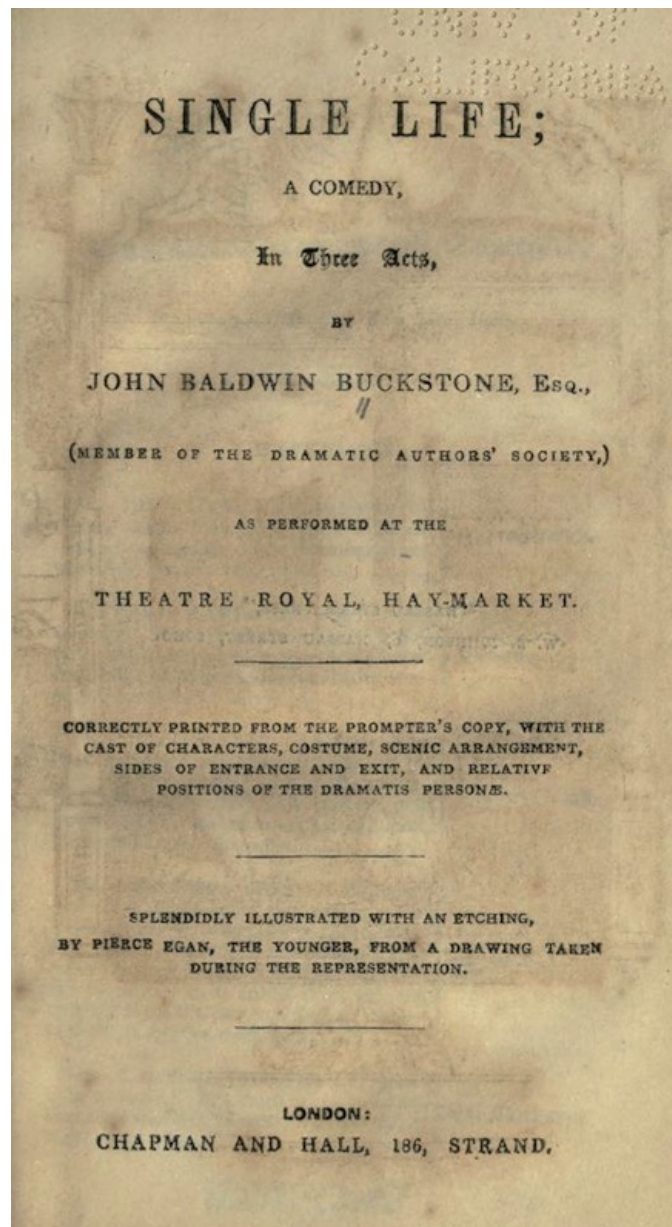 UNIV. OF
CALIFORNIA
SINGLE LIFE;
A COMEDY,
In Three Acts,
BY
JOHN BALDWIN BUCKSTONE, Esq.,
(MEMBER OF THE DRAMATIC AUTHORS' SOCIETY,)
AS PERFORMED AT THE
THEATRE ROYAL, HAY-MARKET.
CORRECTLY PRINTED FROM THE PROMPTER'S COPY, WITH THE
CAST OF CHARACTERS, COSTUME, SCENIC ARRANGEMENT,
SIDES OF ENTRANCE AND EXIT, AND RELATIVE
POSITIONS OF THE DRAMATIS PERSONÆ.
SPLENDIDLY ILLUSTRATED WITH AN ETCHING,
BY PIERCE EGAN, THE YOUNGER, FROM A DRAWING TAKEN
DURING THE REPRESENTATION.
LONDON:
CHAPMAN AND HALL, 186, STRAND.